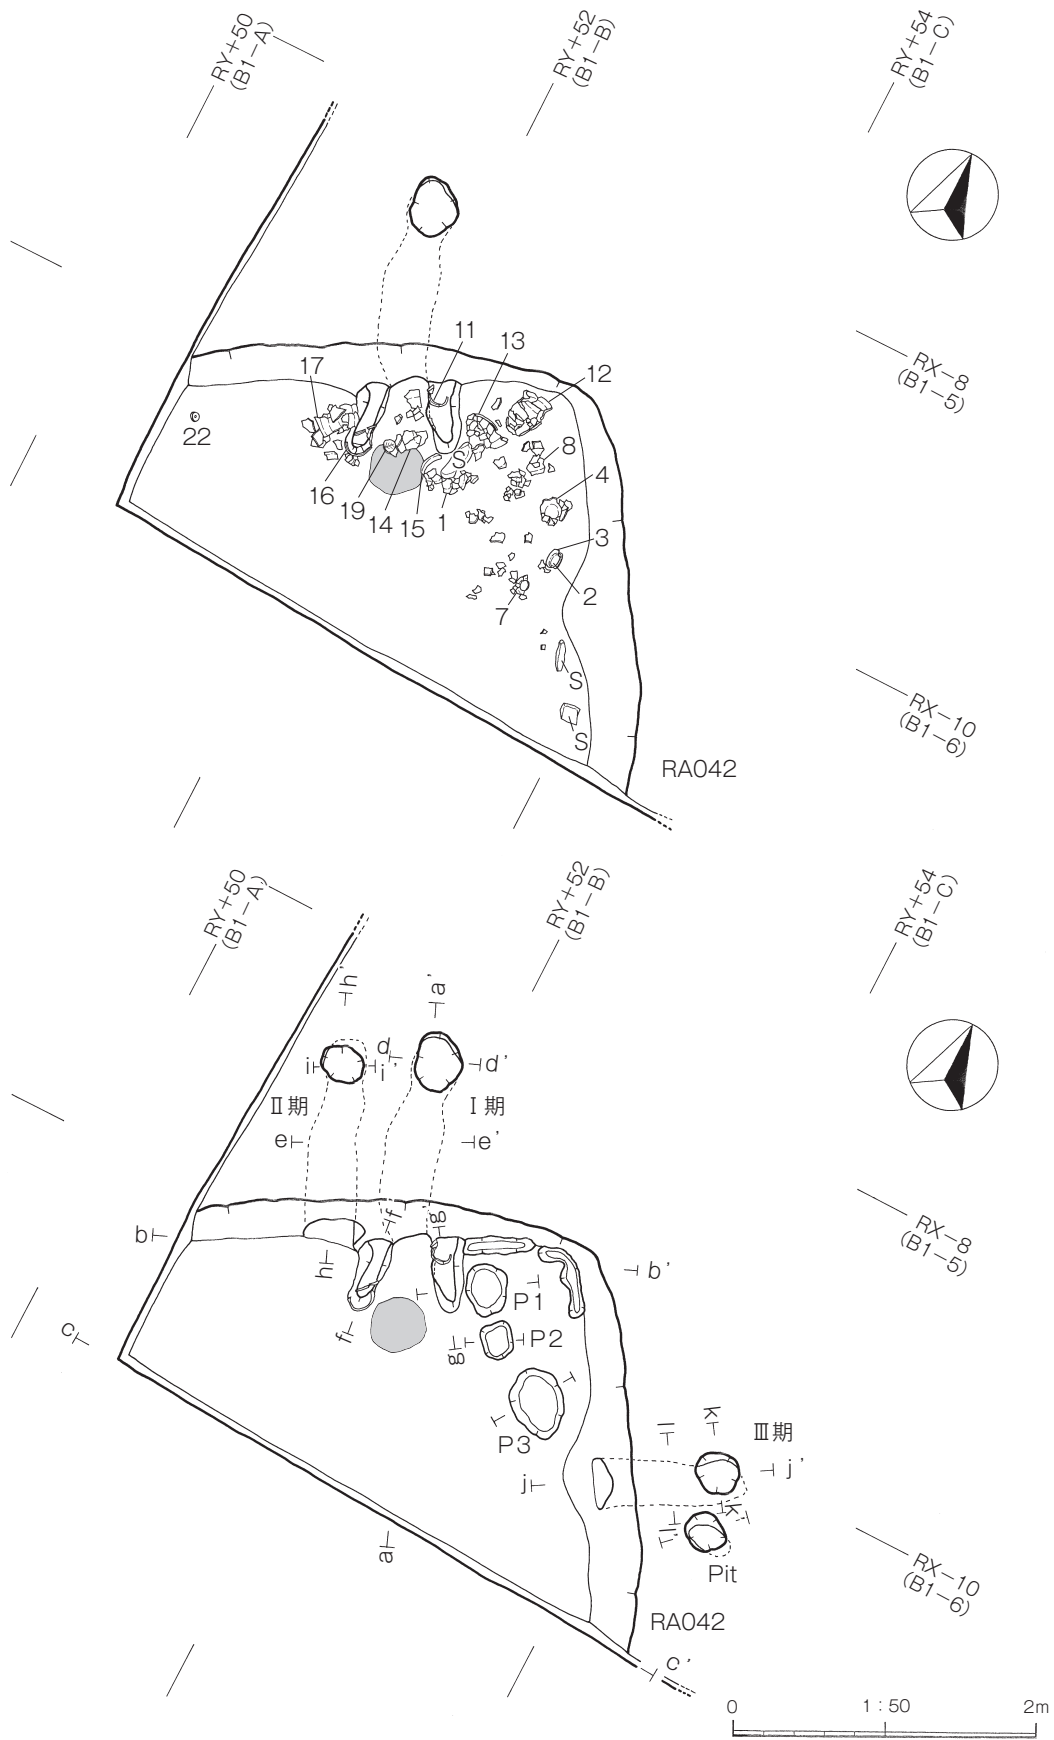 RY+50
(B1-A)
RY+52
(B1-B)
RY+54
(B1-C)
RX-8
(B1-5)
11
13
12
17
22
8
4
S
16
19
14
15
1
3
2
7
S
S
RX-10
(B1-6)
RA042
RY+50
(B1-A)
RY+52
(B1-B)
RY+54
(B1-C)
h'
a'
d
d'
i
i'
Ⅱ期
Ⅰ期
e
e'
RX-8
(B1-5)
b
f
g
h
b'
P1
c
f
g
P2
P3
l
k
Ⅲ期
j
j'
k'
l'
a
Pit
RX-10
(B1-6)
RA042
c'
0
1:50
2m